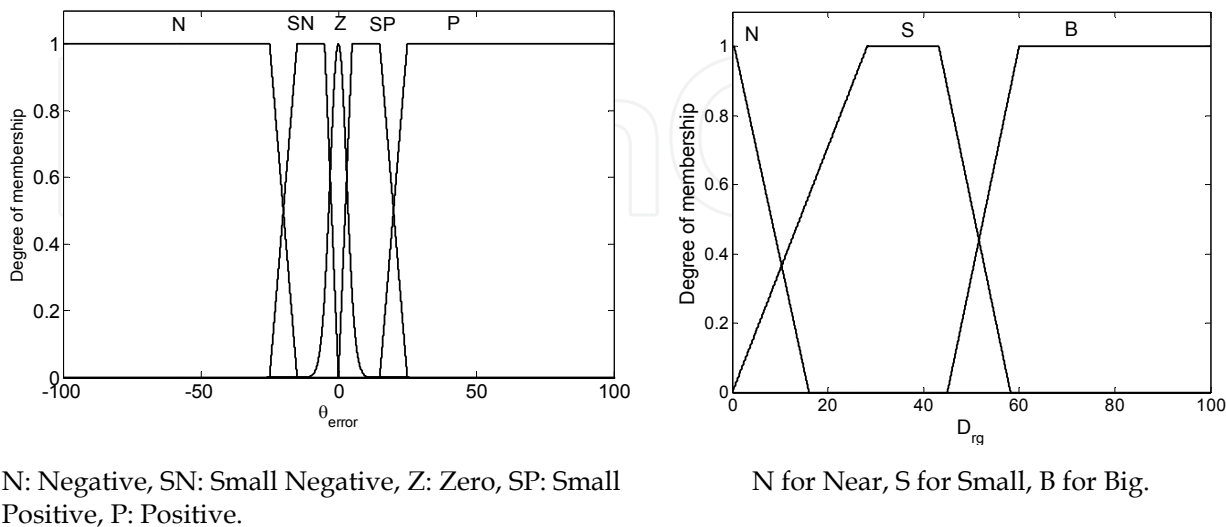 N SN Z SP P
1
0.8
0.6
0.4
0.2
0
-100 -50 0 50 100
Degree of membership
θerror
N S B
1
0.8
0.6
0.4
0.2
0
0 20 40 60 80 100
Degree of membership
Drg
N: Negative, SN: Small Negative, Z: Zero, SP: Small
Positive, P: Positive.
N for Near, S for Small, B for Big.